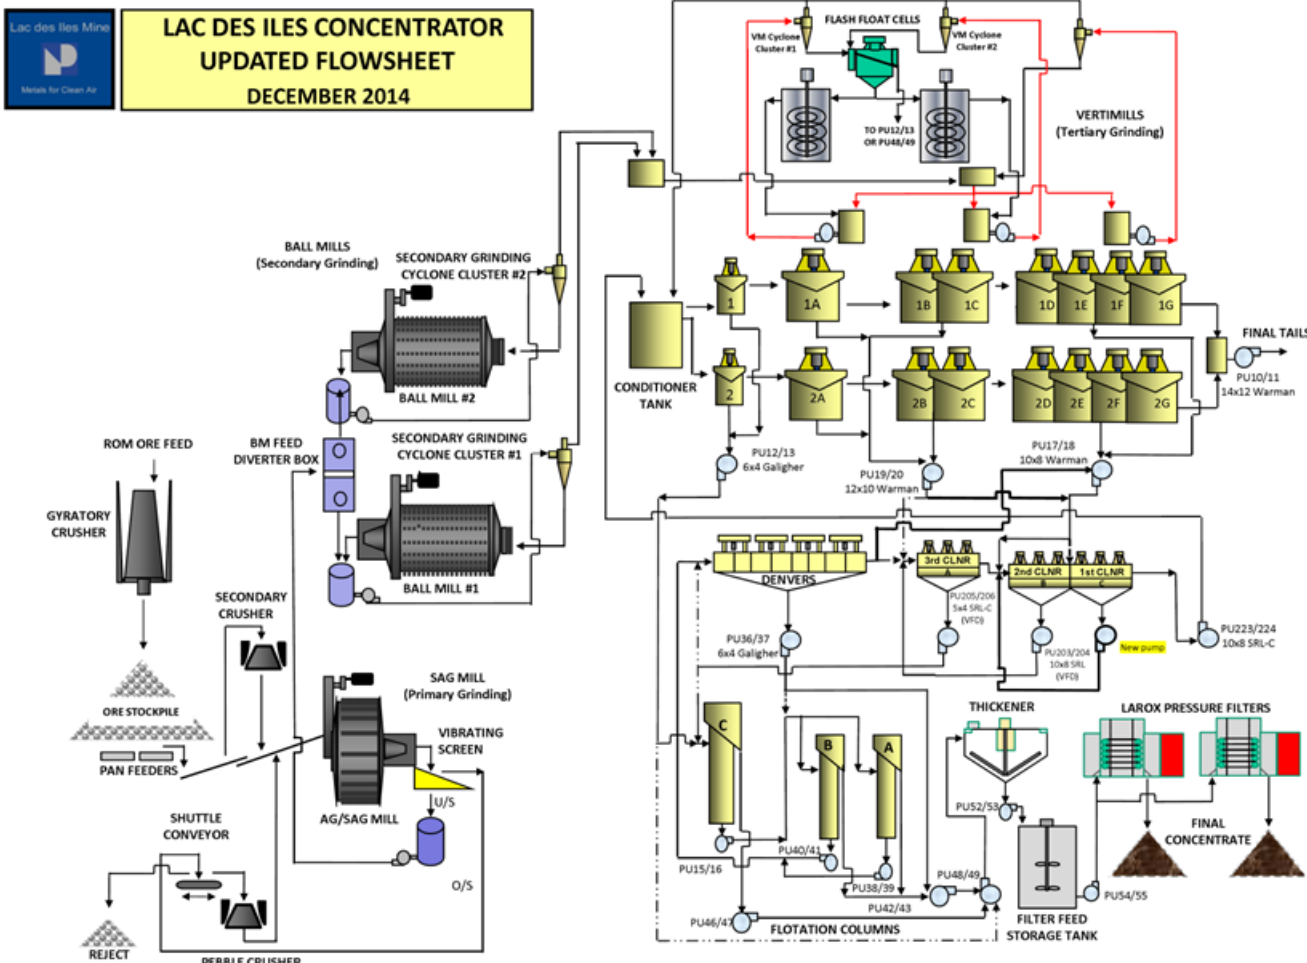 Lac des Iles Mine
Metals for Clean Air
LAC DES ILES CONCENTRATOR
UPDATED FLOWSHEET
DECEMBER 2014
FLASH FLOAT CELLS
VM Cyclone
Cluster #1
VM Cyclone
Cluster #2
TO PU12/13
OR PU48/49
VERTIMILLS
(Tertiary Grinding)
BALL MILLS
(Secondary Grinding)
SECONDARY GRINDING
CYCLONE CLUSTER #2
BALL MILL #2
1
1A
1B
1C
1D
1E
1F
1G
FINAL TAILS
PU10/11
14x12 Warman
CONDITIONER
TANK
2
2A
2B
2C
2D
2E
2F
2G
ROM ORE FEED
BM FEED
DIVERTER BOX
SECONDARY GRINDING
CYCLONE CLUSTER #1
BALL MILL #1
PU12/13
6x4 Galigher
PU19/20
12x10 Warman
PU17/18
10x8 Warman
GYRATORY
CRUSHER
DENVERS
3rd CLNR
A
2nd CLNR
B
1st CLNR
C
PU205/206
5x4 SRL-C
(VFD)
SECONDARY
CRUSHER
PU36/37
6x4 Galigher
PU203/204
10x8 SRL
(VFD)
New pump
PU223/224
10x8 SRL-C
ORE STOCKPILE
PAN FEEDERS
SAG MILL
(Primary Grinding)
VIBRATING
SCREEN
U/S
AG/SAG MILL
O/S
C
B
A
THICKENER
LAROX PRESSURE FILTERS
PU52/53
FINAL
CONCENTRATE
SHUTTLE
CONVEYOR
PU15/16
PU40/41
PU38/39
PU42/43
PU48/49
PU54/55
PU46/47
FLOTATION COLUMNS
FILTER FEED
STORAGE TANK
REJECT
PEBBLE CRUSHER